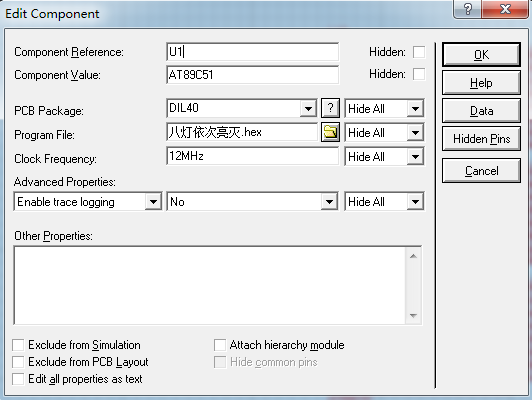 Edit Component
Component Reference: U1 Hidden: OK
Component Value: AT89C51 Hidden: Help
PCB Package: DIL40 ? Hide All Data
Program File: 八灯依次亮灭.hex Hide All Hidden Pins
Clock Frequency: 12MHz Hide All Cancel
Advanced Properties:
Enable trace logging No Hide All
Other Properties:
Exclude from Simulation Attach hierarchy module
Exclude from PCB Layout Hide common pins
Edit all properties as text